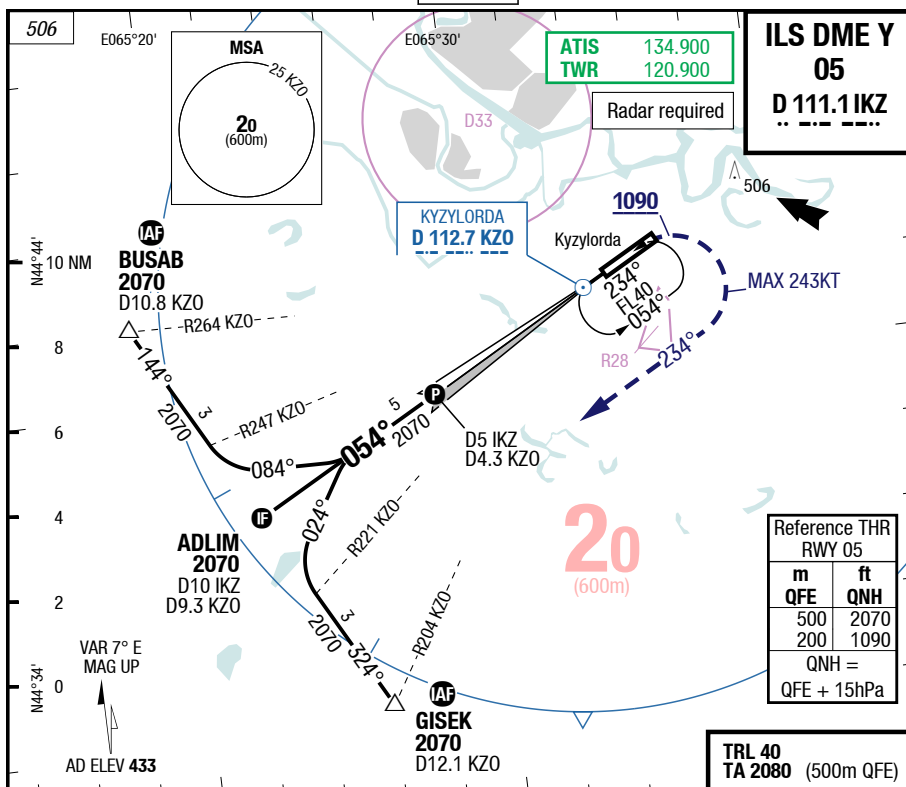 506
E065°20'
E065°30'
MSA
25 KZO
20
(600m)
ATIS 134.900
TWR 120.900
Radar required
ILS DME Y
05
D 111.1 IKZ
D33
506
1090
KYZYLORDA
D 112.7 KZO
Kyzylorda
MAX 243KT
234°
FL40
054°
R28
234°
N44°44'
10 NM
IAF
BUSAB
2070
D10.8 KZO
R264 KZO
144°
2070
3
R247 KZO
084°
8
6
4
2
0
5
054°
2070
P
D5 IKZ
D4.3 KZO
IF
ADLIM
2070
D10 IKZ
D9.3 KZO
024°
R221 KZO
3
2070
324°
R204 KZO
IAF
GISEK
2070
D12.1 KZO
20
(600m)
Reference THR
RWY 05
m ft
QFE QNH
500 2070
200 1090
QNH =
QFE + 15hPa
N44°34'
VAR 7° E
MAG UP
AD ELEV 433
TRL 40
TA 2080 (500m QFE)